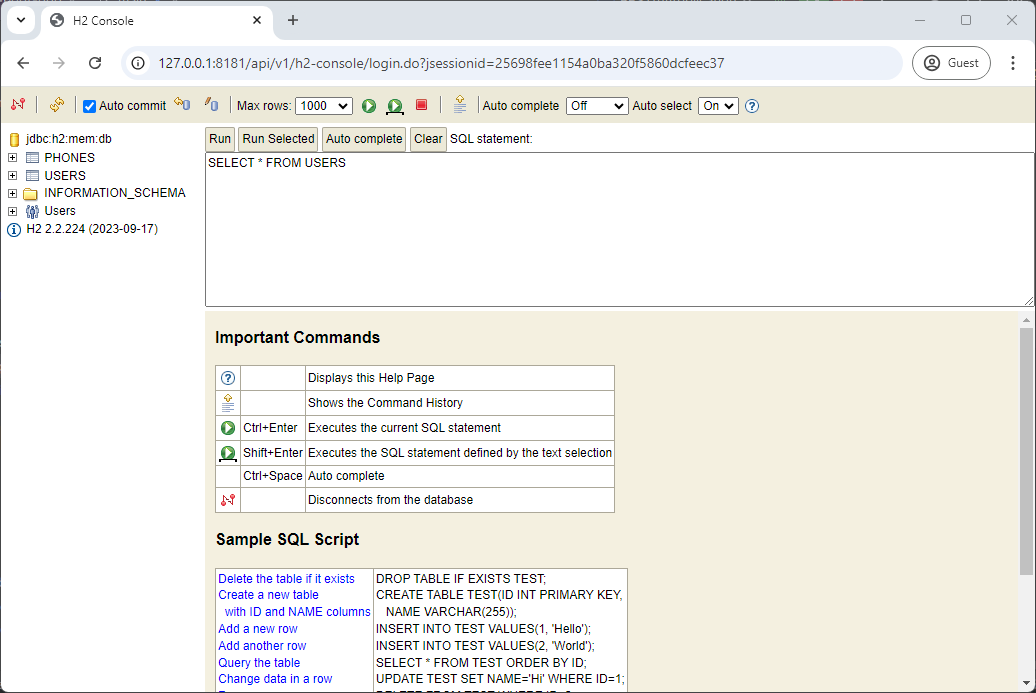 H2 Console
127.0.0.1:8181/api/v1/h2-console/login.do?jsessionid=25698fee1154a0ba320f5860dcfeec37
Guest
Auto commit
Max rows: 1000
Auto complete Off
Auto select On
jdbc:h2:mem:db
PHONES
USERS
INFORMATION_SCHEMA
Users
H2 2.2.224 (2023-09-17)
Run Run Selected Auto complete Clear SQL statement:
SELECT * FROM USERS
Important Commands
Displays this Help Page
Shows the Command History
Ctrl+Enter Executes the current SQL statement
Shift+Enter Executes the SQL statement defined by the text selection
Ctrl+Space Auto complete
Disconnects from the database
Sample SQL Script
Delete the table if it exists DROP TABLE IF EXISTS TEST;
Create a new table CREATE TABLE TEST(ID INT PRIMARY KEY,
with ID and NAME columns NAME VARCHAR(255));
Add a new row INSERT INTO TEST VALUES(1, 'Hello');
Add another row INSERT INTO TEST VALUES(2, 'World');
Query the table SELECT * FROM TEST ORDER BY ID;
Change data in a row UPDATE TEST SET NAME='Hi' WHERE ID=1;